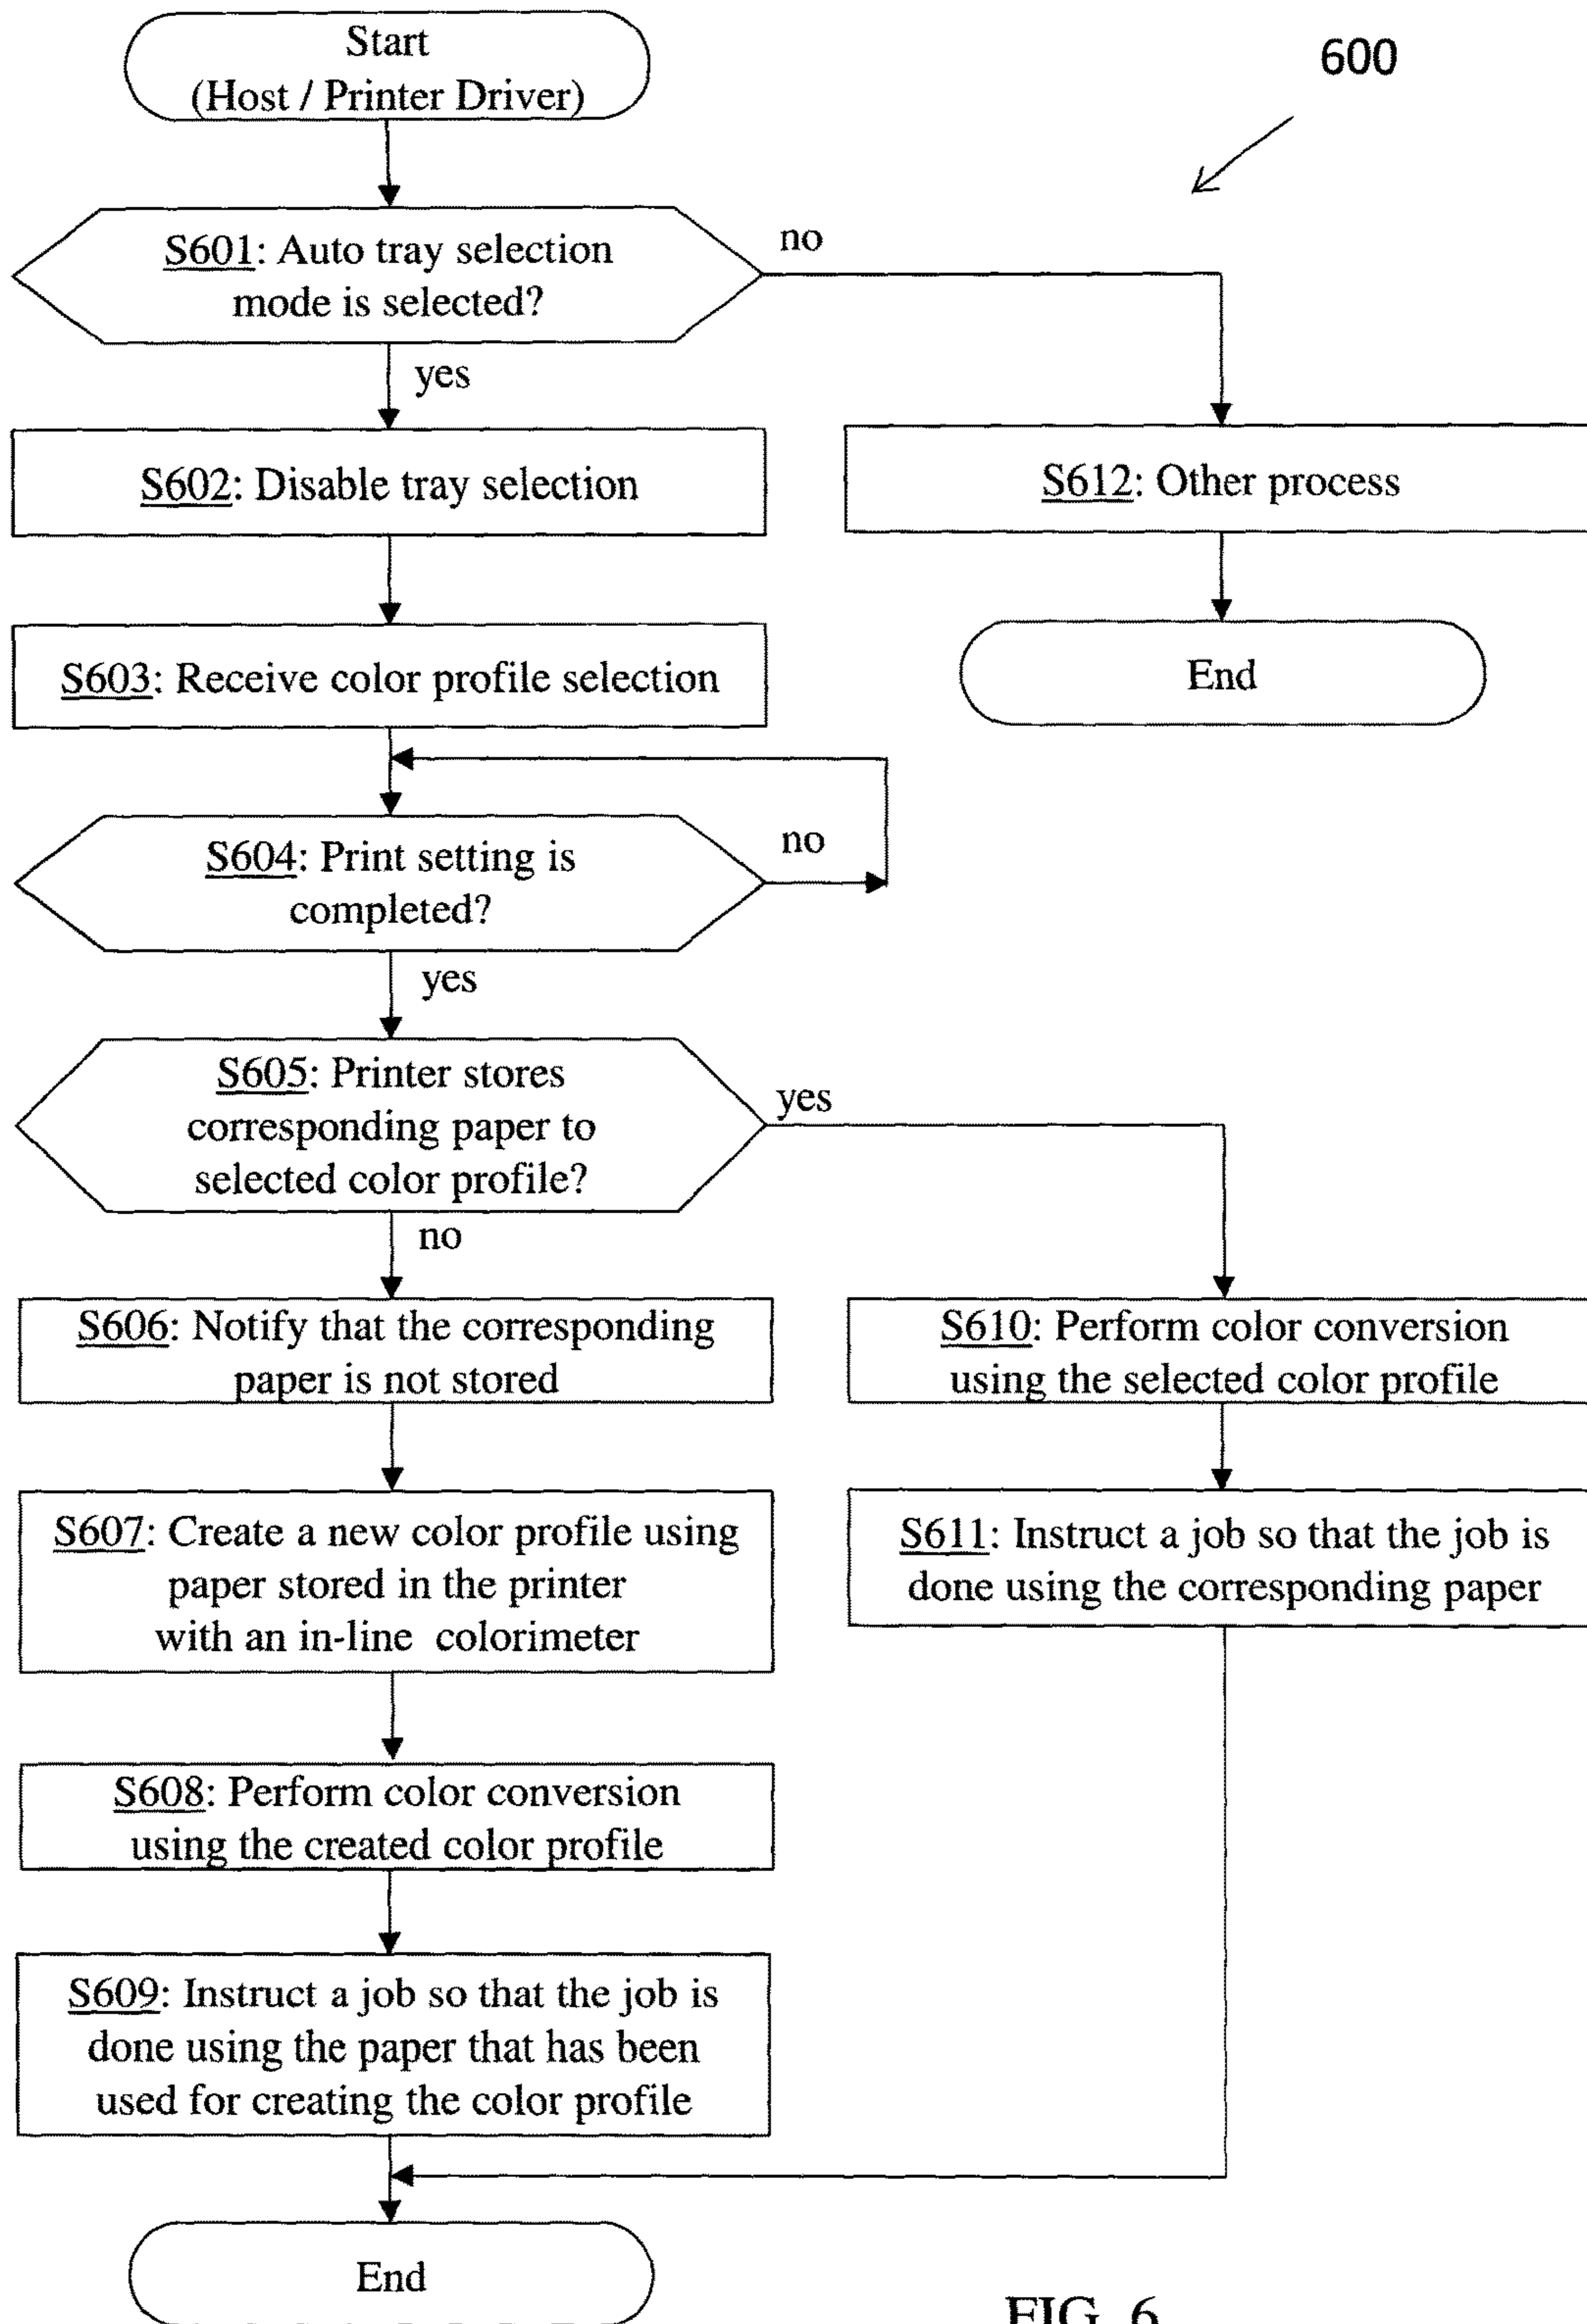 Start
(Host / Printer Driver)
600
S601: Auto tray selection
mode is selected?
no
yes
S602: Disable tray selection
S612: Other process
S603: Receive color profile selection
End
S604: Print setting is
completed?
no
yes
S605: Printer stores
corresponding paper to
selected color profile?
yes
no
S606: Notify that the corresponding
paper is not stored
S610: Perform color conversion
using the selected color profile
S607: Create a new color profile using
paper stored in the printer
with an in-line colorimeter
S611: Instruct a job so that the job is
done using the corresponding paper
S608: Perform color conversion
using the created color profile
S609: Instruct a job so that the job is
done using the paper that has been
used for creating the color profile
End
FIG. 6